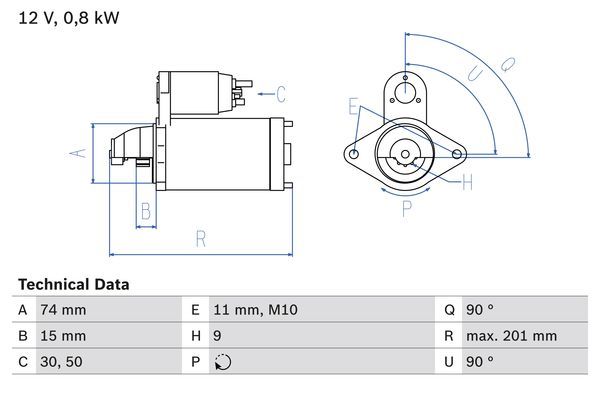 12 V, 0,8 kW
A
B
R
C
E
H
P
U
Q
Technical Data
A 74 mm E 11 mm, M10 Q 90 °
B 15 mm H 9 R max. 201 mm
C 30, 50 P U 90 °